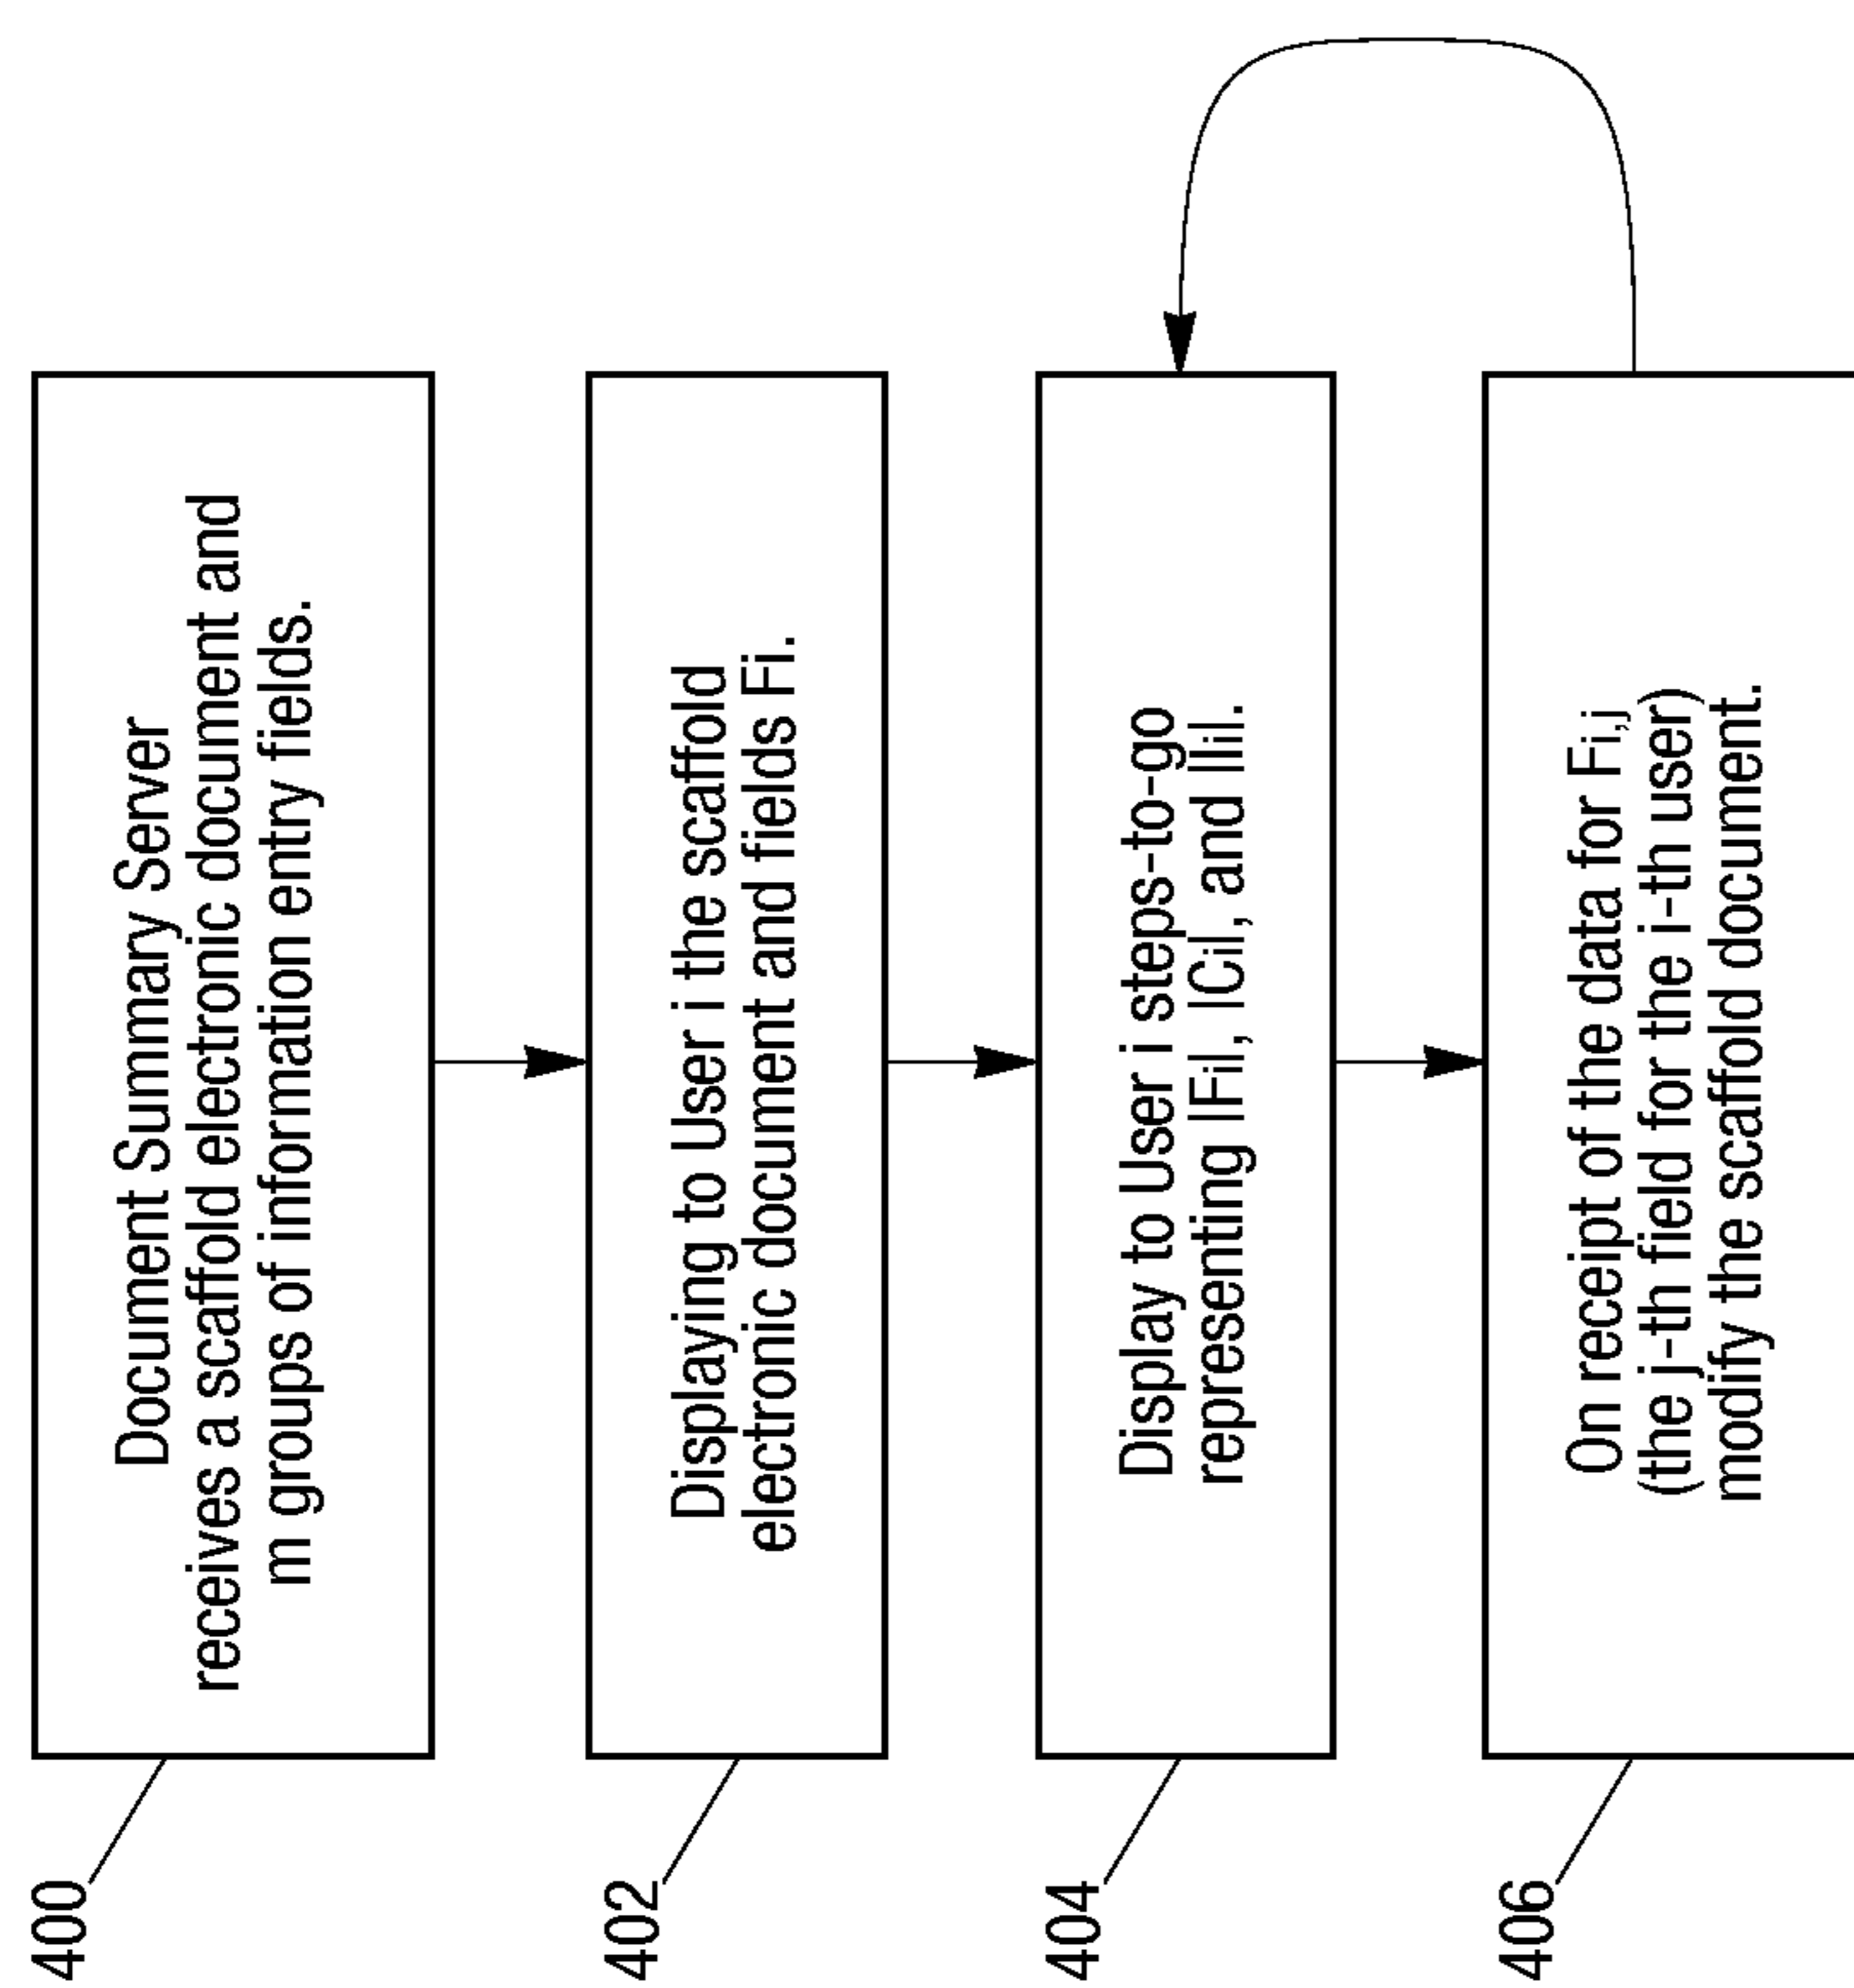 400
Document Summary Server
receives a scaffold electronic document and
m groups of information entry fields.
402
Displaying to User i the scaffold
electronic document and fields Fi.
404
Display to User i steps-to-go
representing |Fi|, |Ci|, and |Ii|.
406
On receipt of the data for Fi,j
(the j-th field for the i-th user)
modify the scaffold document.